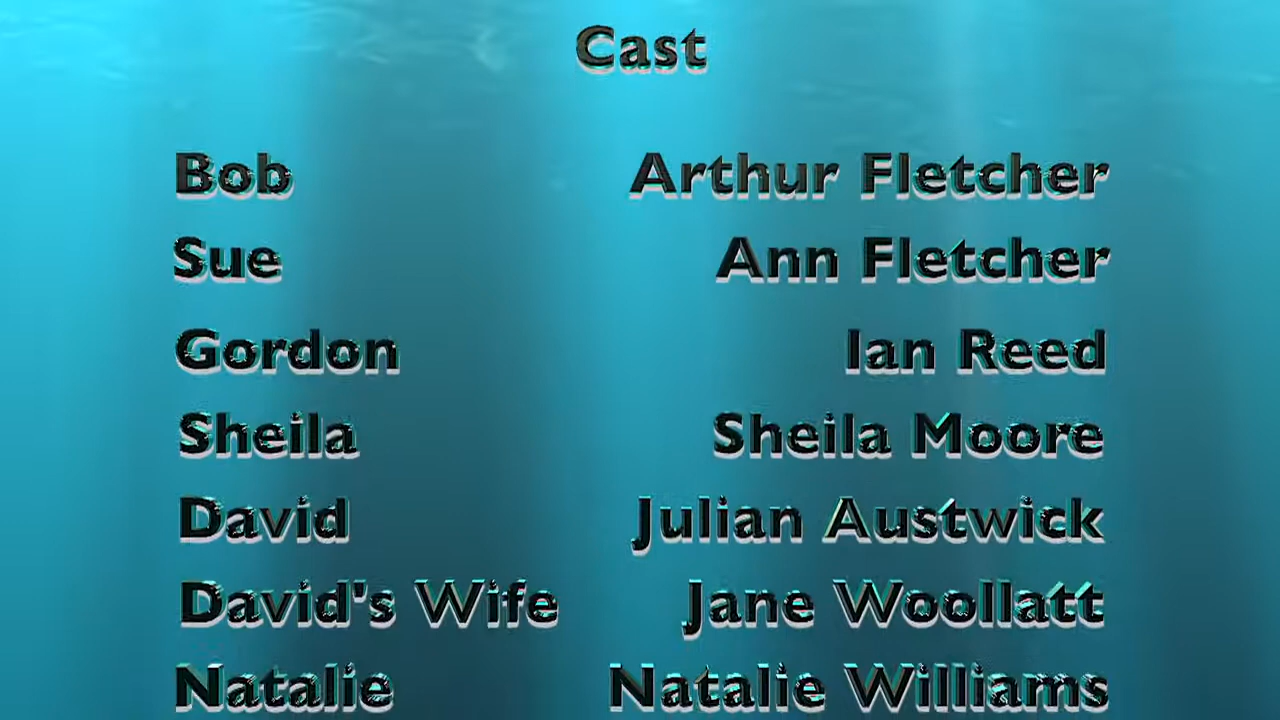 Cast
Bob Arthur Fletcher
Sue Ann Fletcher
Gordon Ian Reed
Sheila Sheila Moore
David Julian Austwick
David's Wife Jane Woollatt
Natalie Natalie Williams